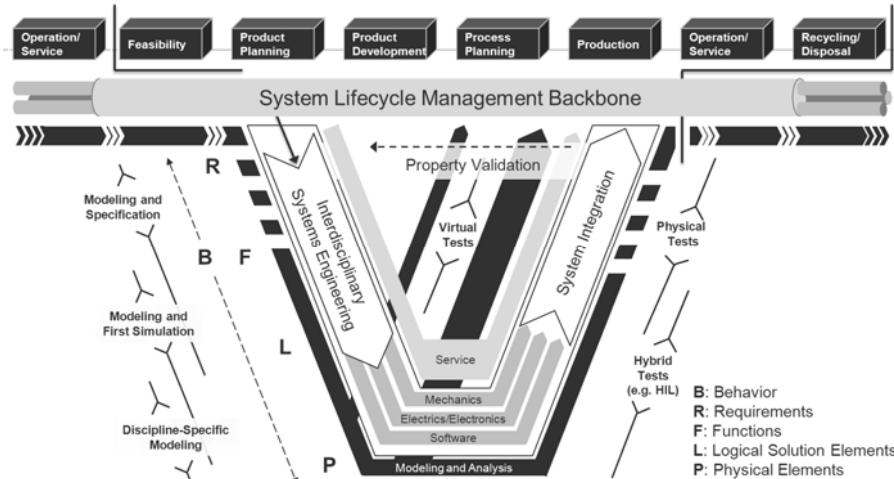 Operation/
Service
Feasibility
Product
Planning
Product
Development
Process
Planning
Production
Operation/
Service
Recycling/
Disposal
System Lifecycle Management Backbone
Property Validation
R
Modeling and
Specification
Interdisciplinary
Systems Engineering
Virtual
Tests
System Integration
Physical
Tests
B
F
Modeling and
First Simulation
L
Service
Mechanics
Electrics/Electronics
Software
Hybrid
Tests
(e.g. HIL)
Discipline-Specific
Modeling
P
Modeling and Analysis
B: Behavior
R: Requirements
F: Functions
L: Logical Solution Elements
P: Physical Elements